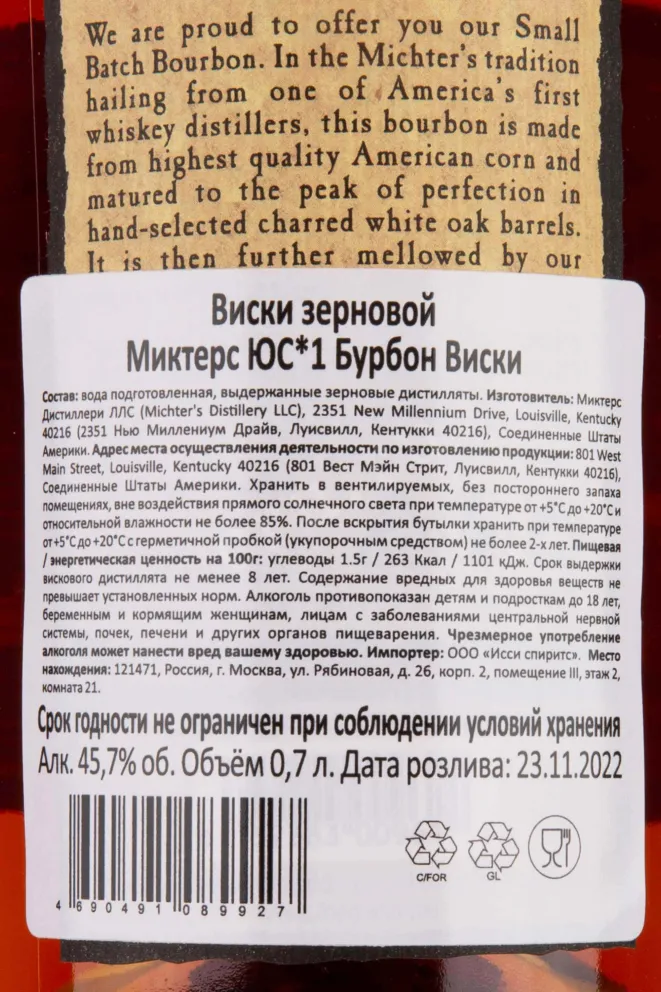 We are proud to offer you our Small
Batch Bourbon. In the Michter's tradition
hailing from one of America's first
whiskey distillers, this bourbon is made
from highest quality American corn and
matured to the peak of perfection in
hand-selected charred white oak barrels.
It is then further mellowed by our
Виски зерновой
Миктерс ЮС*1 Бурбон Виски
Состав: вода подготовленная, выдержанные зерновые дистилляты. Изготовитель: Миктерс
Дистиллери ЛЛС (Michter's Distillery LLC), 2351 New Millennium Drive, Louisville, Kentucky
40216 (2351 Нью Миллениум Драйв, Луисвилл, Кентукки 40216), Соединенные Штаты
Америки. Адрес места осуществления деятельности по изготовлению продукции: 801 West
Main Street, Louisville, Kentucky 40216 (801 Вест Мэйн Стрит, Луисвилл, Кентукки 40216),
Соединенные Штаты Америки. Хранить в вентилируемых, без постороннего запаха
помещениях, вне воздействия прямого солнечного света при температуре от +5°С до +20°С и
относительной влажности не более 85%. После вскрытия бутылки хранить при температуре
от+5°С до +20°С с герметичной пробкой (укупорочным средством) не более 2-х лет. Пищевая
/ энергетическая ценность на 100г: углеводы 1.5г / 263 Ккал / 1101 кДж. Срок выдержки
вискового дистиллята не менее 8 лет. Содержание вредных для здоровья веществ не
превышает установленных норм. Алкоголь противопоказан детям и подросткам до 18 лет,
беременным и кормящим женщинам, лицам с заболеваниями центральной нервной
системы, почек, печени и других органов пищеварения. Чрезмерное употребление
алкоголя может нанести вред вашему здоровью. Импортер: ООО «Исси спиритс». Место
нахождения: 121471, Россия, г. Москва, ул. Рябиновая, д. 26, корп. 2, помещение III, этаж 2,
комната 21.
Срок годности не ограничен при соблюдении условий хранения
Алк. 45,7% об. Объём 0,7 л. Дата розлива: 23.11.2022
C/FOR GL
4 690491 089927